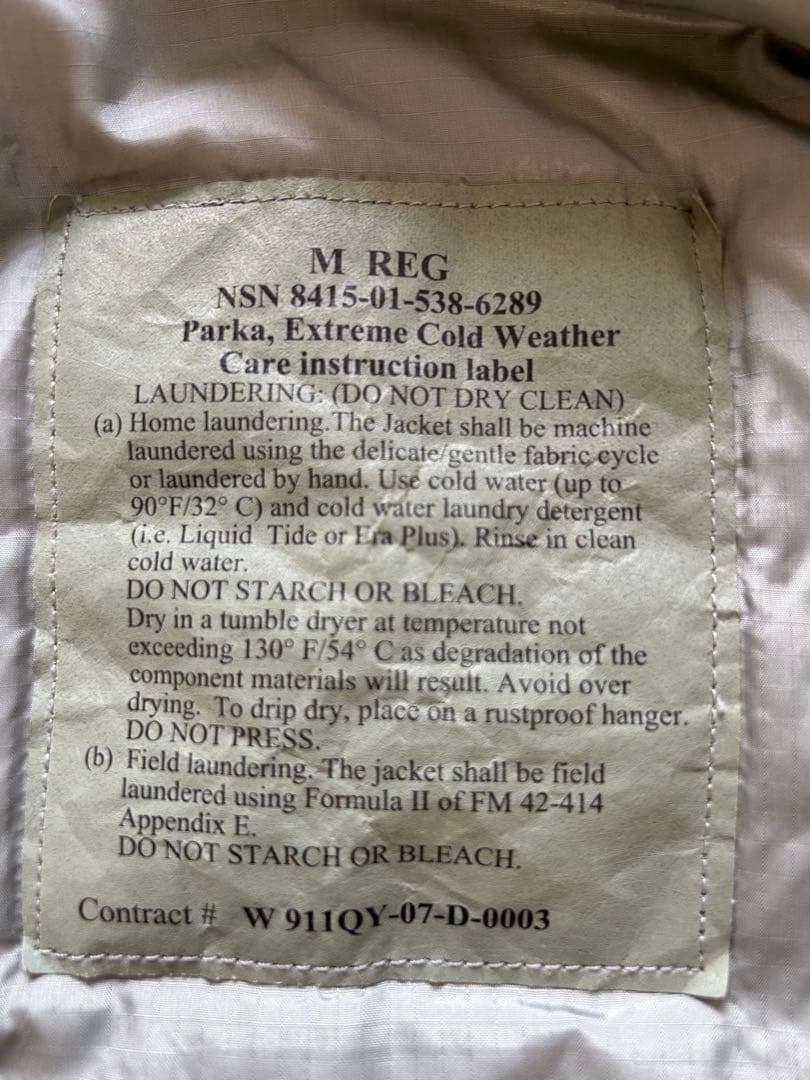 M REG
NSN 8415-01-538-6289
Parka, Extreme Cold Weather
Care instruction label
LAUNDERING: (DO NOT DRY CLEAN)
(a) Home laundering. The Jacket shall be machine
laundered using the delicate/gentle fabric cycle
or laundered by hand. Use cold water (up to
90°F/32° C) and cold water laundry detergent
(i.e. Liquid Tide or Era Plus). Rinse in clean
cold water.
DO NOT STARCH OR BLEACH.
Dry in a tumble dryer at temperature not
exceeding 130° F/54° C as degradation of the
component materials will result. Avoid over
drying. To drip dry, place on a rustproof hanger.
DO NOT PRESS.
(b) Field laundering. The jacket shall be field
laundered using Formula II of FM 42-414
Appendix E.
DO NOT STARCH OR BLEACH.
Contract # W 911QY-07-D-0003